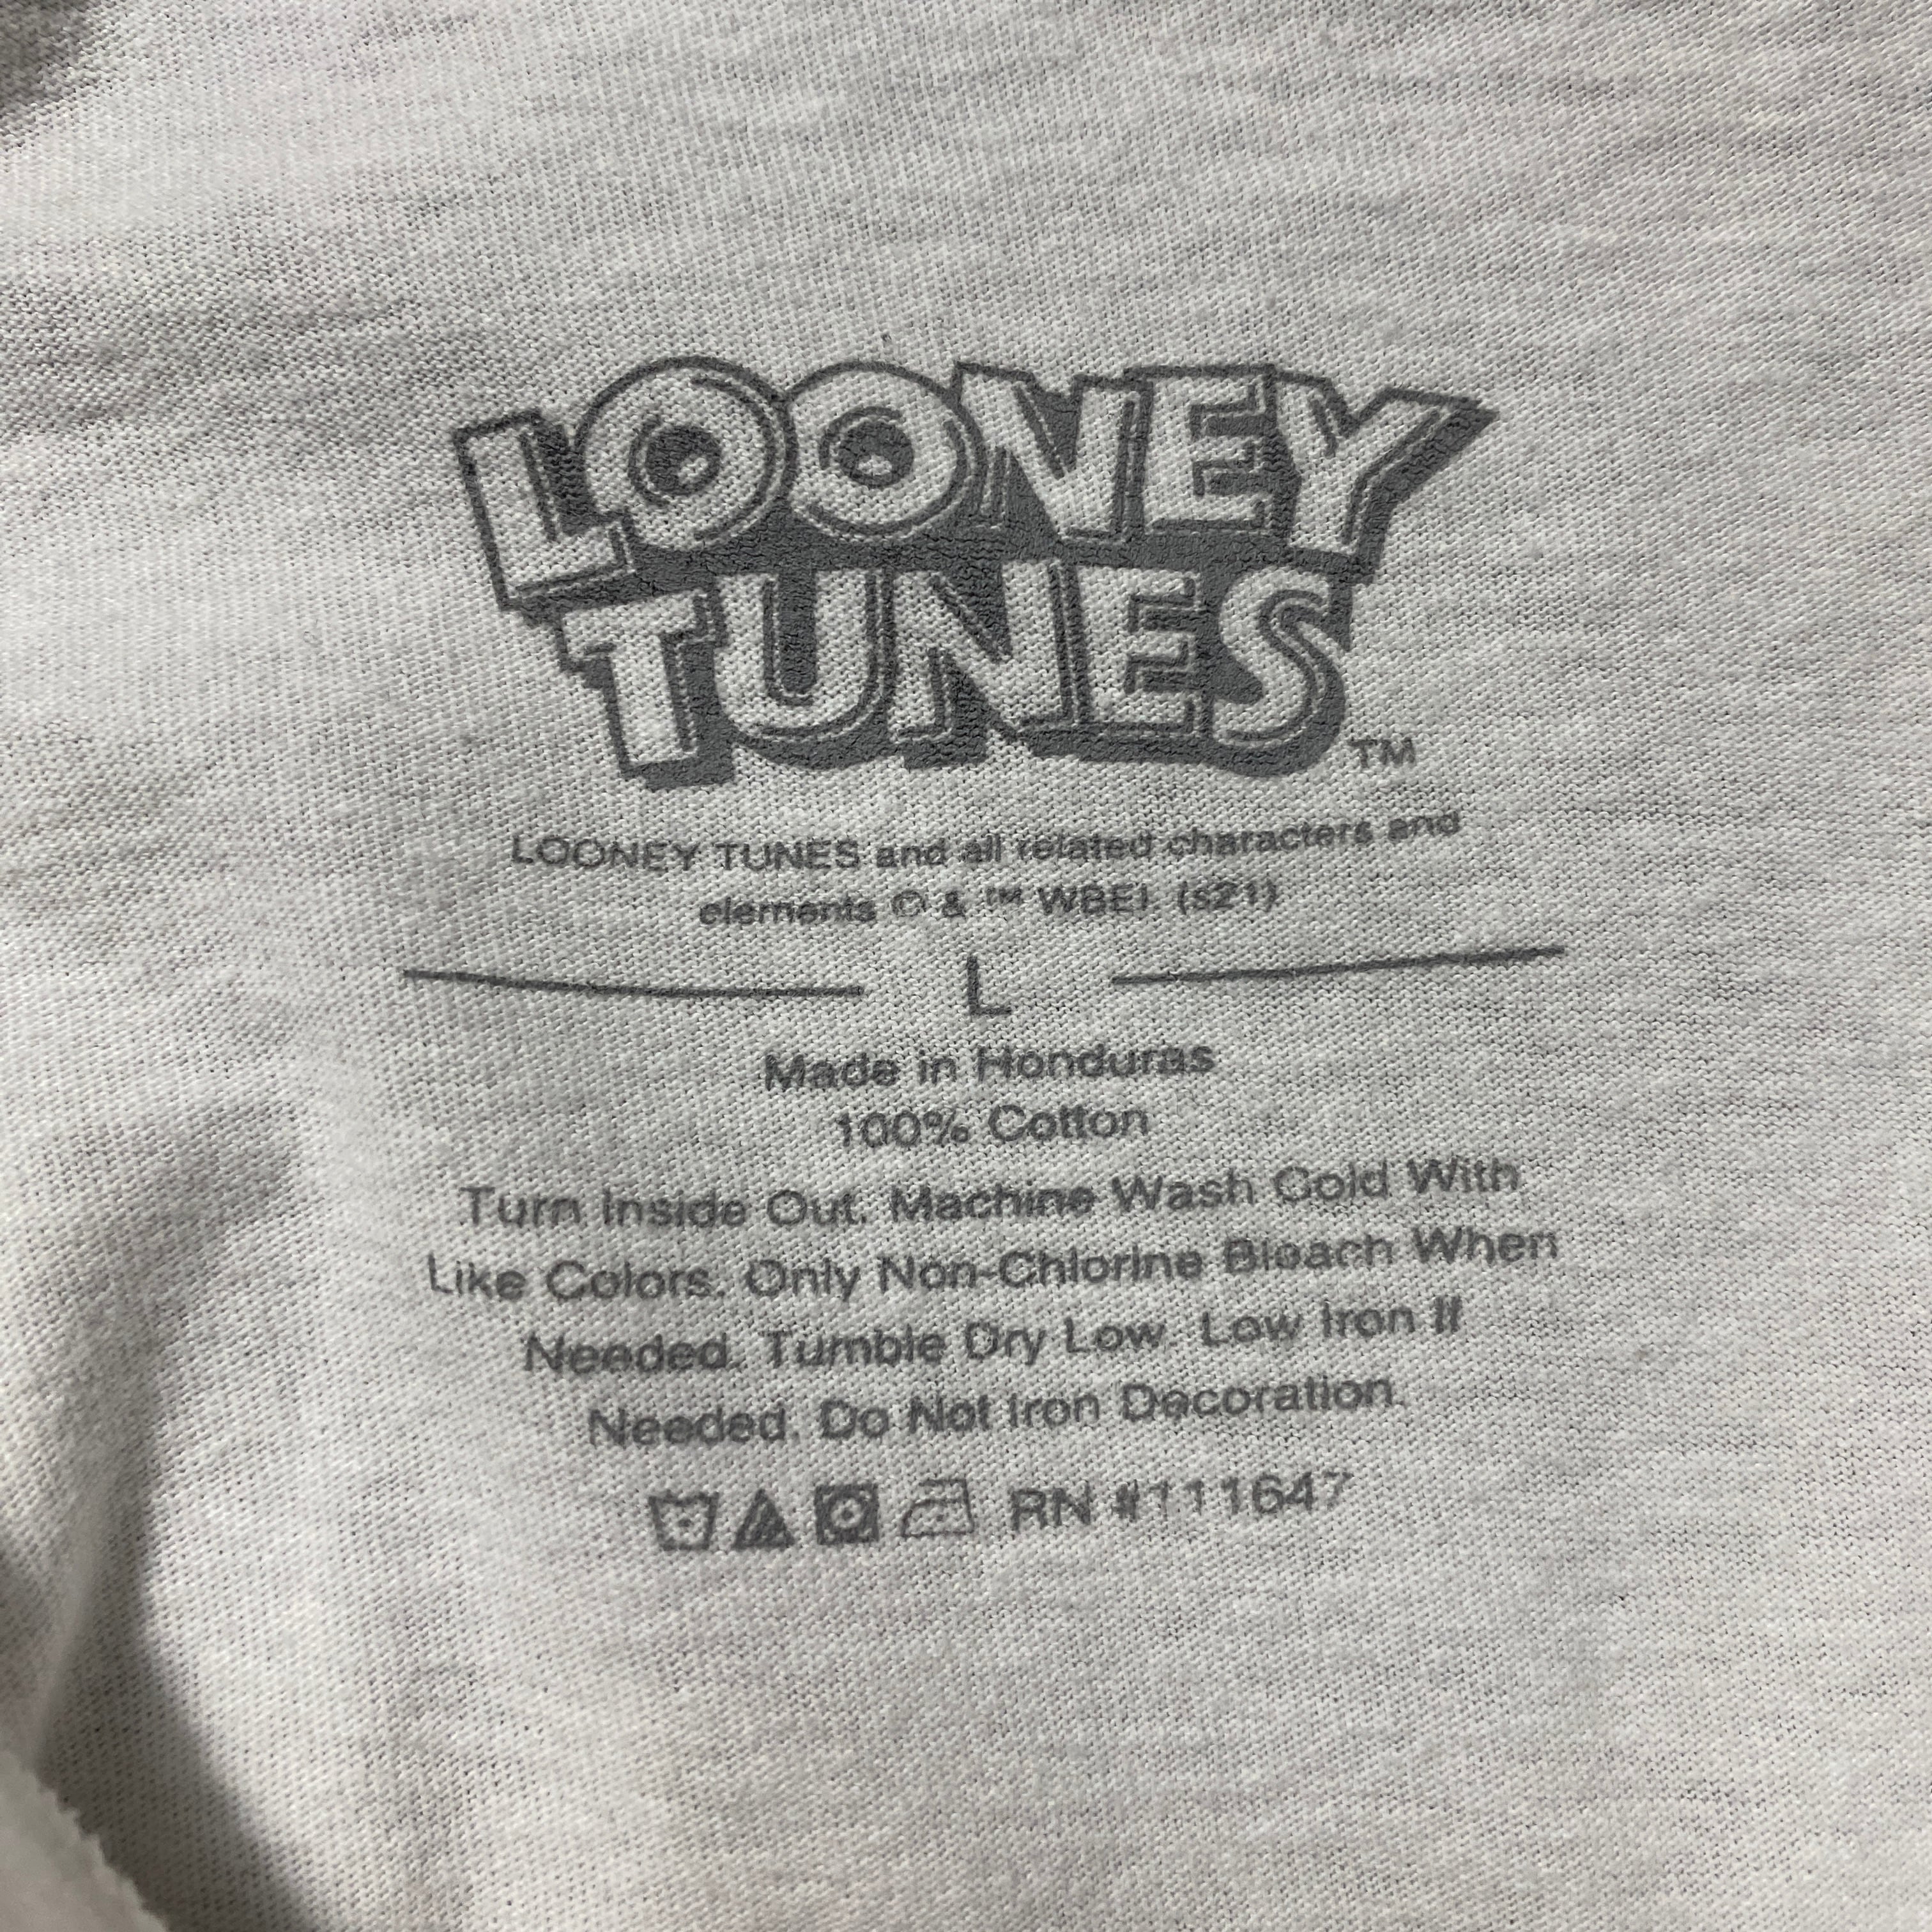 LOONEY
TUNES
TM
LOONEY TUNES and all related characters and
elements © & ™ WBEI. (s21)
L
Made in Honduras
100% Cotton
Turn Inside Out. Machine Wash Cold With
Like Colors. Only Non-Chlorine Bleach When
Needed. Tumble Dry Low. Low Iron If
Needed. Do Not Iron Decoration.
RN #111647